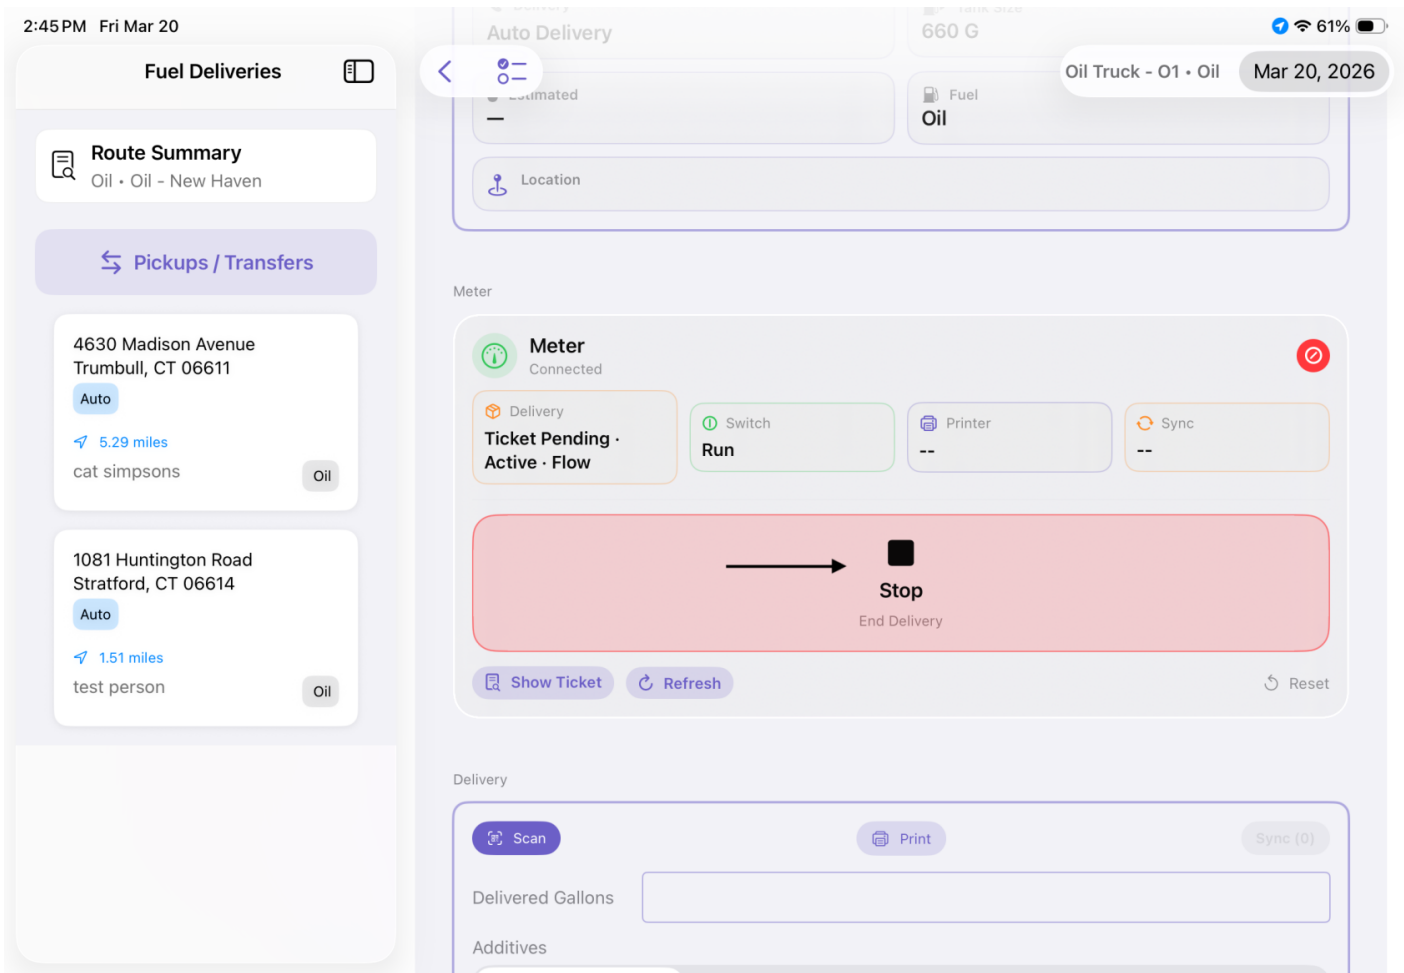 2:45 PM Fri Mar 20
61%
Fuel Deliveries
Route Summary
Oil • Oil - New Haven
Pickups / Transfers
4630 Madison Avenue
Trumbull, CT 06611
Auto
5.29 miles
cat simpsons
Oil
1081 Huntington Road
Stratford, CT 06614
Auto
1.51 miles
test person
Oil
Oil Truck - O1 • Oil
Mar 20, 2026
Delivery
Auto Delivery
Tank Size
660 G
Estimated
—
Fuel
Oil
Location
Meter
Meter
Connected
Delivery
Ticket Pending ·
Active · Flow
Switch
Run
Printer
--
Sync
--
Stop
End Delivery
Show Ticket
Refresh
Reset
Delivery
Scan
Print
Sync (0)
Delivered Gallons
Additives